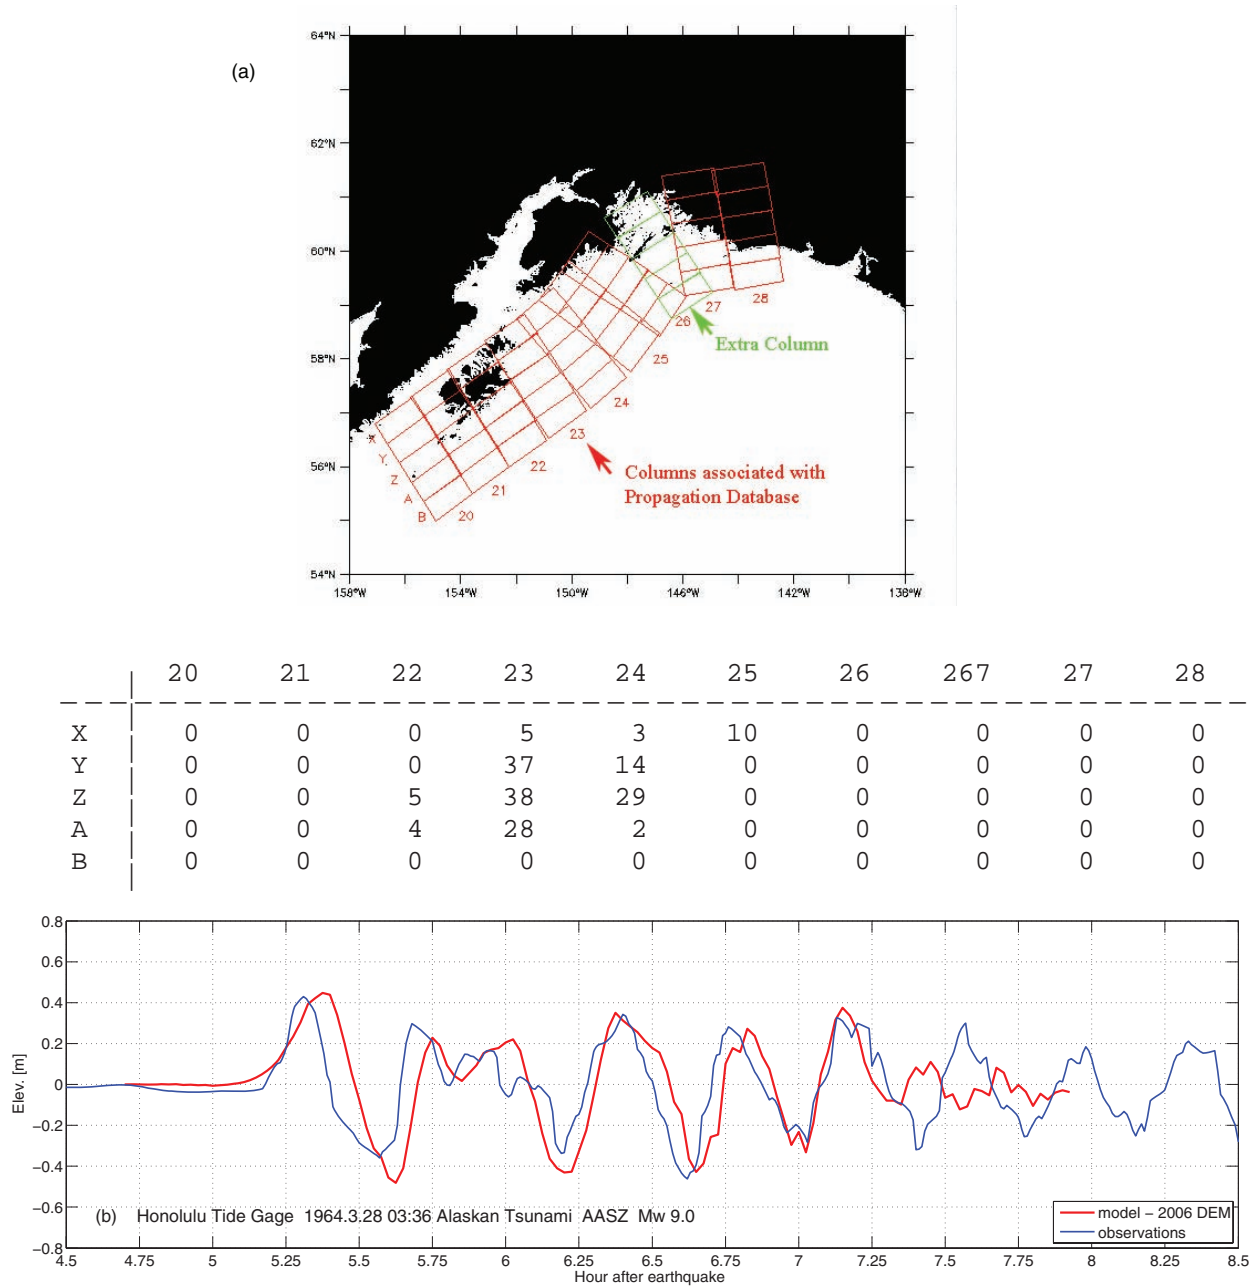 (a)
64°N
62°N
60°N
58°N
56°N
54°N
158°W 154°W 150°W 146°W 142°W 138°W
X
Y
Z
A
B
20
21
22
23
24
25
26
27
28
Extra Column
Columns associated with
Propagation Database
20 21 22 23 24 25 26 267 27 28
X 0 0 0 5 3 10 0 0 0 0
Y 0 0 0 37 14 0 0 0 0 0
Z 0 0 5 38 29 0 0 0 0 0
A 0 0 4 28 2 0 0 0 0 0
B 0 0 0 0 0 0 0 0 0 0
0.8
0.6
0.4
0.2
0
−0.2
−0.4
−0.6
−0.8
Elev. [m]
(b) Honolulu Tide Gage 1964.3.28 03:36 Alaskan Tsunami AASZ Mw 9.0
model − 2006 DEM
observations
4.5 4.75 5 5.25 5.5 5.75 6 6.25 6.5 6.75 7 7.25 7.5 7.75 8 8.25 8.5
Hour after earthquake